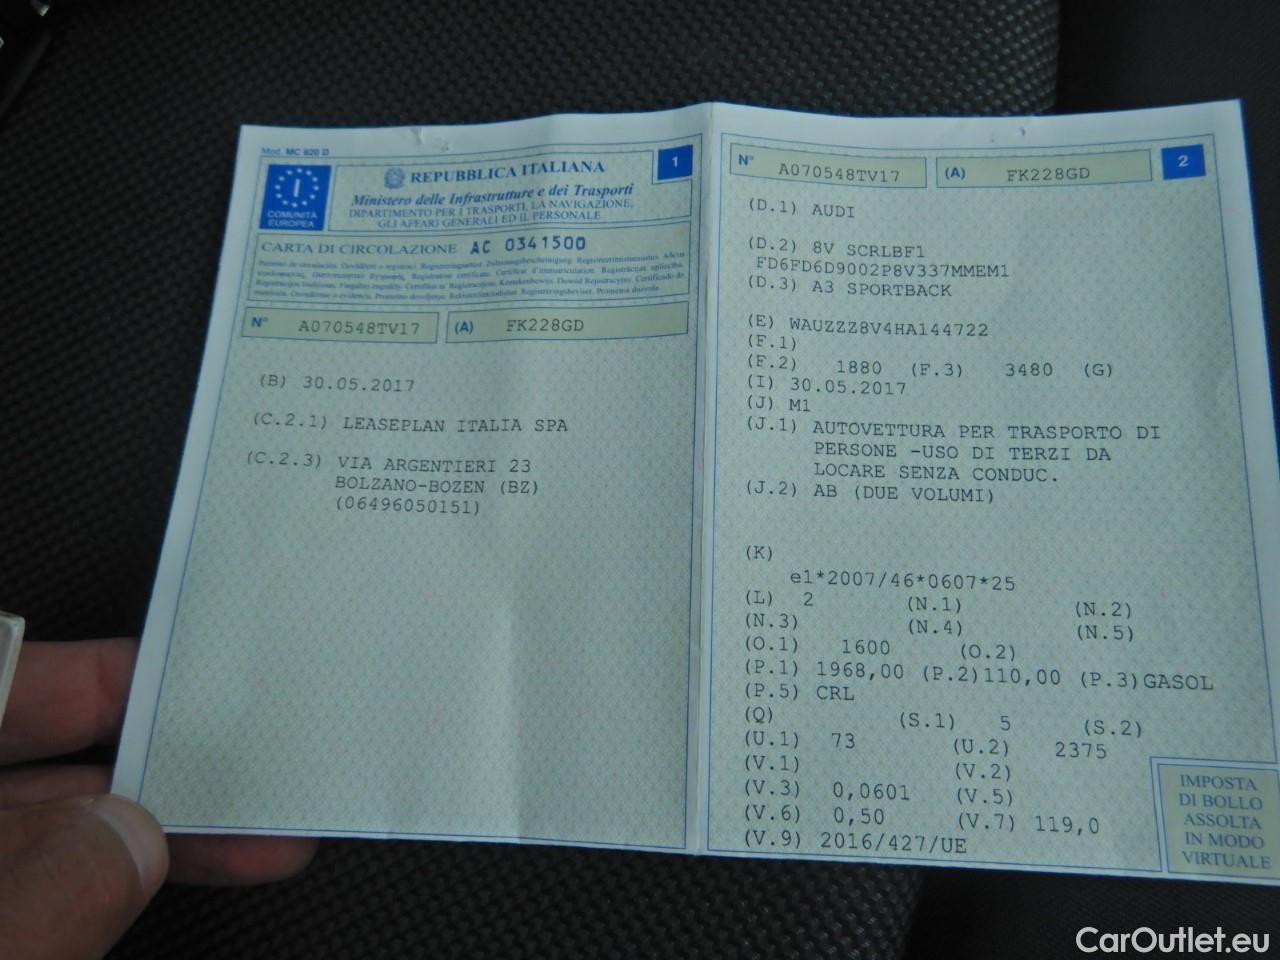 Mod. MC 820 D
I
COMUNITÀ
EUROPEA
REPUBBLICA ITALIANA
Ministero delle Infrastrutture e dei Trasporti
DIPARTIMENTO PER I TRASPORTI, LA NAVIGAZIONE,
GLI AFFARI GENERALI ED IL PERSONALE
1
CARTA DI CIRCOLAZIONE AC 0341500
N° A070548TV17 (A) FK228GD
(B) 30.05.2017
(C.2.1) LEASEPLAN ITALIA SPA
(C.2.3) VIA ARGENTIERI 23
BOLZANO-BOZEN (BZ)
(06496050151)
N° A070548TV17 (A) FK228GD 2
(D.1) AUDI
(D.2) 8V SCRLBF1
FD6FD6D9002P8V337MMEM1
(D.3) A3 SPORTBACK
(E) WAUZZZ8V4HA144722
(F.1)
(F.2) 1880 (F.3) 3480 (G)
(I) 30.05.2017
(J) M1
(J.1) AUTOVETTURA PER TRASPORTO DI
PERSONE -USO DI TERZI DA
LOCARE SENZA CONDUC.
(J.2) AB (DUE VOLUMI)
(K)
e1*2007/46*0607*25
(L) 2 (N.1) (N.2)
(N.3) (N.4) (N.5)
(O.1) 1600 (O.2)
(P.1) 1968,00 (P.2)110,00 (P.3)GASOL
(P.5) CRL
(Q) (S.1) 5 (S.2)
(U.1) 73 (U.2) 2375
(V.1) (V.2)
(V.3) 0,0601 (V.5)
(V.6) 0,50 (V.7) 119,0
(V.9) 2016/427/UE
IMPOSTA
DI BOLLO
ASSOLTA
IN MODO
VIRTUALE
CarOutlet.eu